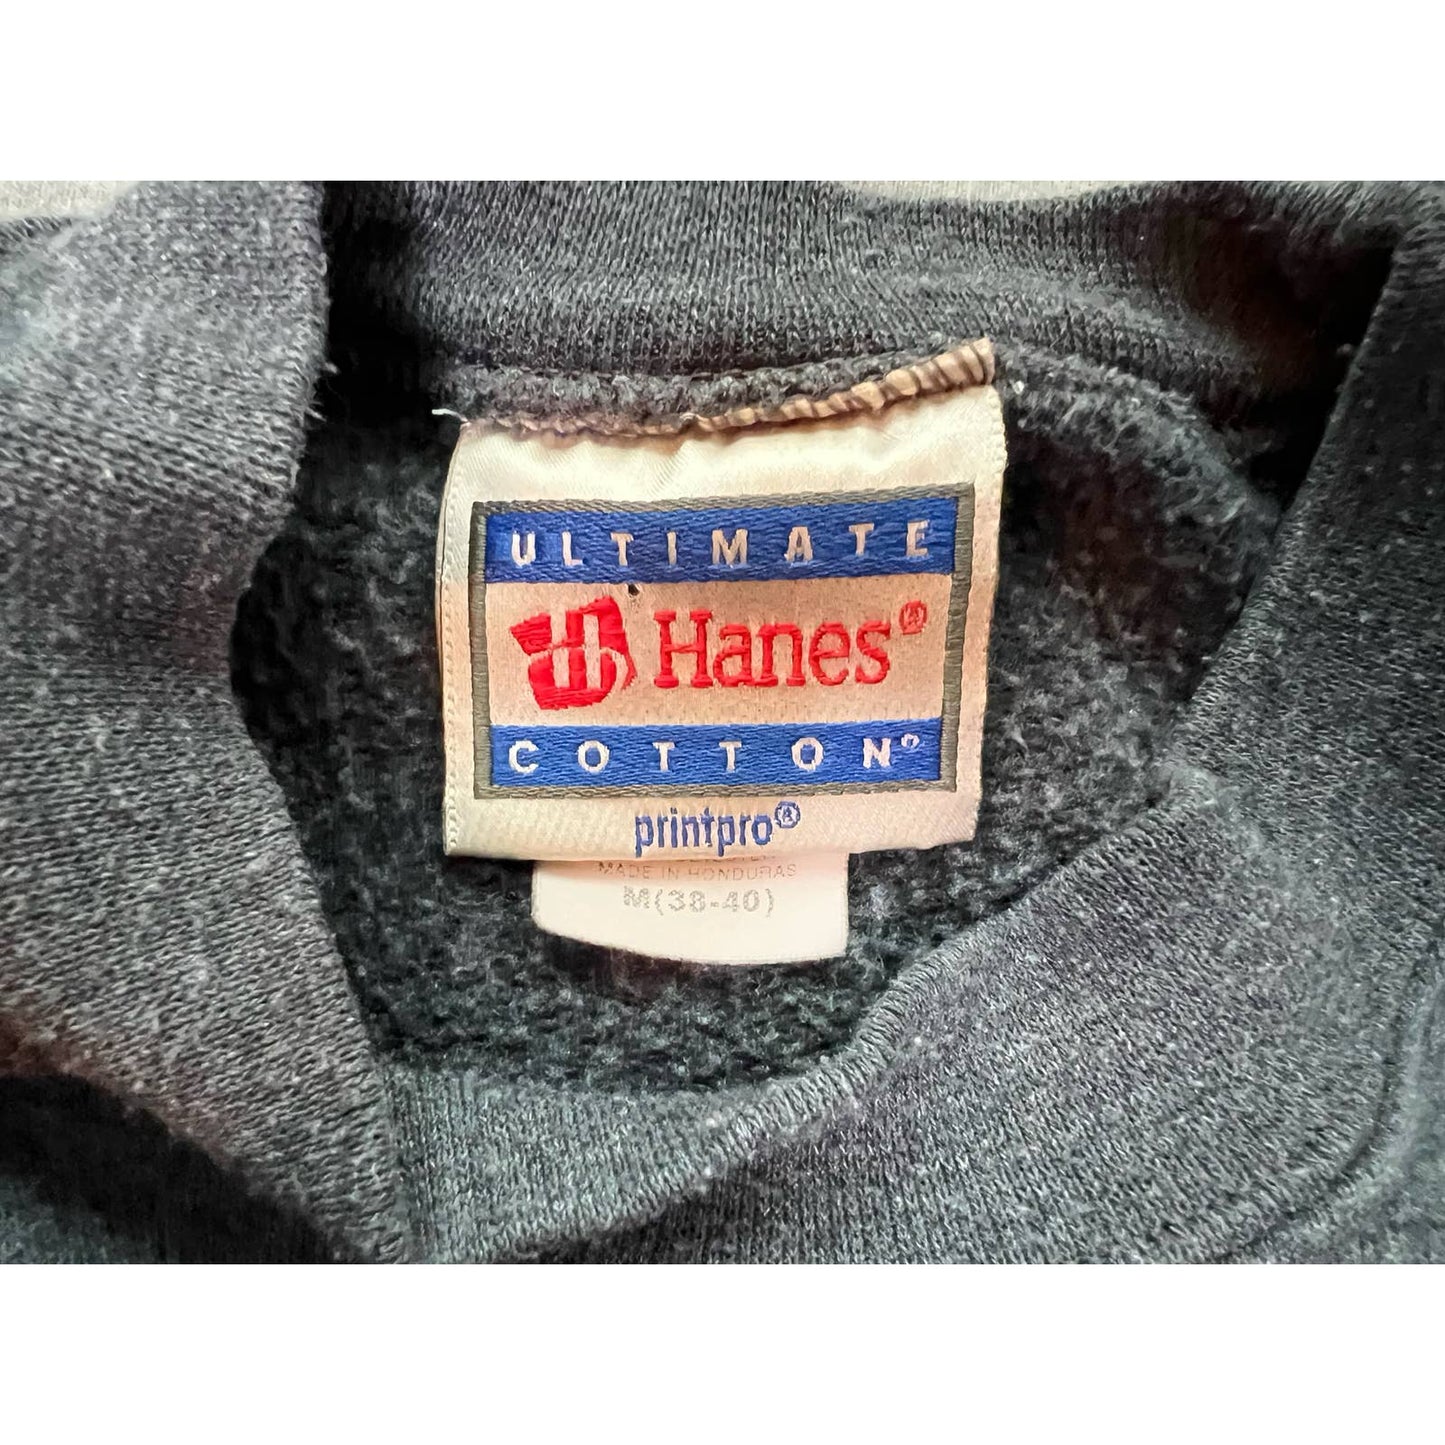 ULTIMATE
Hanes®
COTTON®
printpro®
MADE IN HONDURAS
M(38-40)